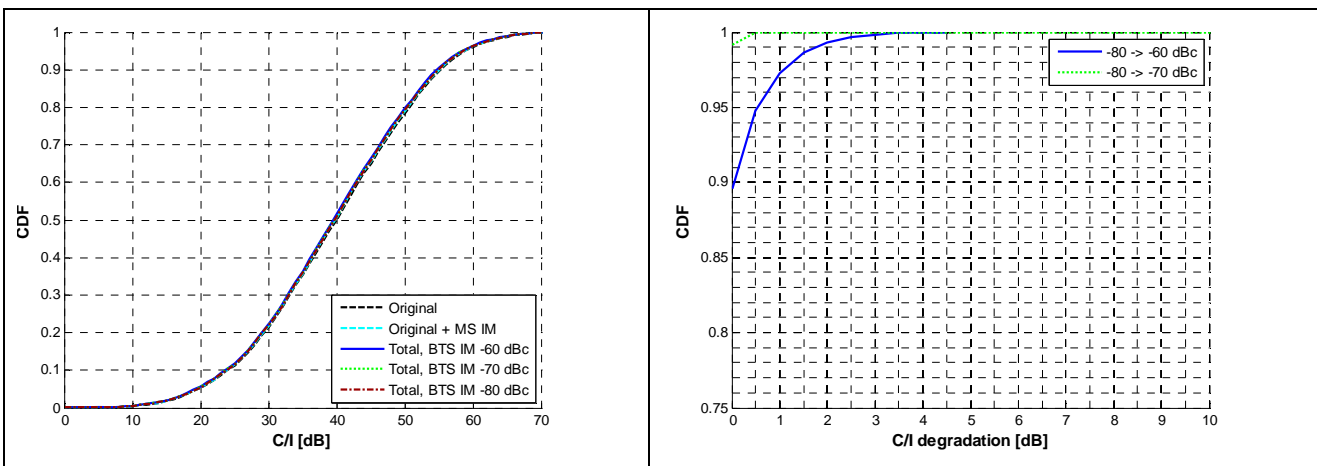 1
0.9
0.8
0.7
0.6
0.5
0.4
0.3
0.2
0.1
0
CDF
0 10 20 30 40 50 60 70
C/I [dB]
Original
Original + MS IM
Total, BTS IM -60 dBc
Total, BTS IM -70 dBc
Total, BTS IM -80 dBc
1
0.95
0.9
0.85
0.8
0.75
CDF
0 1 2 3 4 5 6 7 8 9 10
C/I degradation [dB]
-80 -> -60 dBc
-80 -> -70 dBc